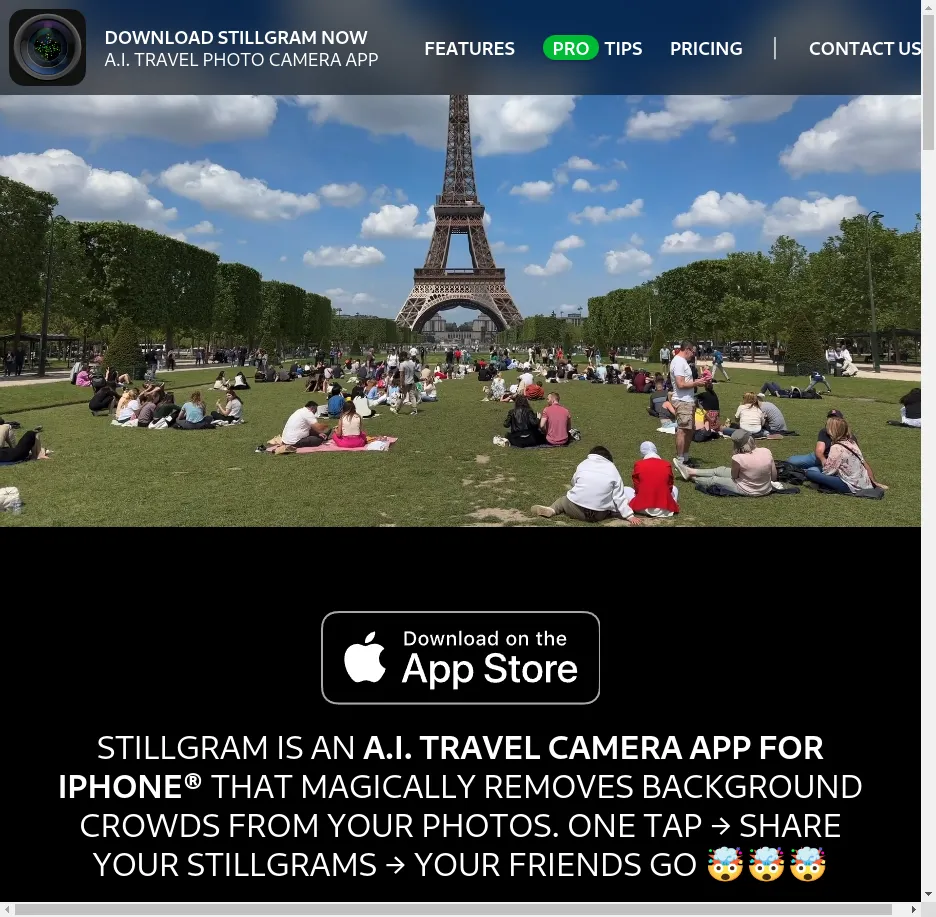 DOWNLOAD STILLGRAM NOW
A.I. TRAVEL PHOTO CAMERA APP
FEATURES
PRO TIPS
PRICING
CONTACT US
Download on the
App Store
STILLGRAM IS AN A.I. TRAVEL CAMERA APP FOR
IPHONE® THAT MAGICALLY REMOVES BACKGROUND
CROWDS FROM YOUR PHOTOS. ONE TAP → SHARE
YOUR STILLGRAMS → YOUR FRIENDS GO 🤯🤯🤯